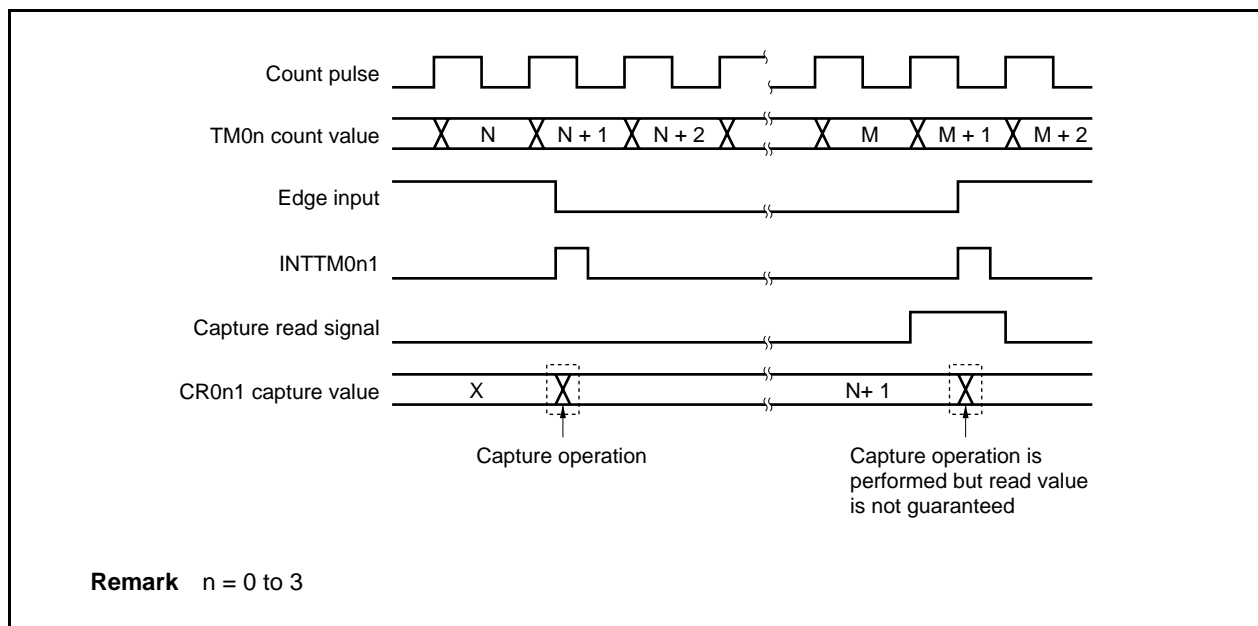 Count pulse
TM0n count value
N
N + 1
N + 2
M
M + 1
M + 2
Edge input
INTTM0n1
Capture read signal
CR0n1 capture value
X
N+ 1
Capture operation
Capture operation is
performed but read value
is not guaranteed
Remark n = 0 to 3